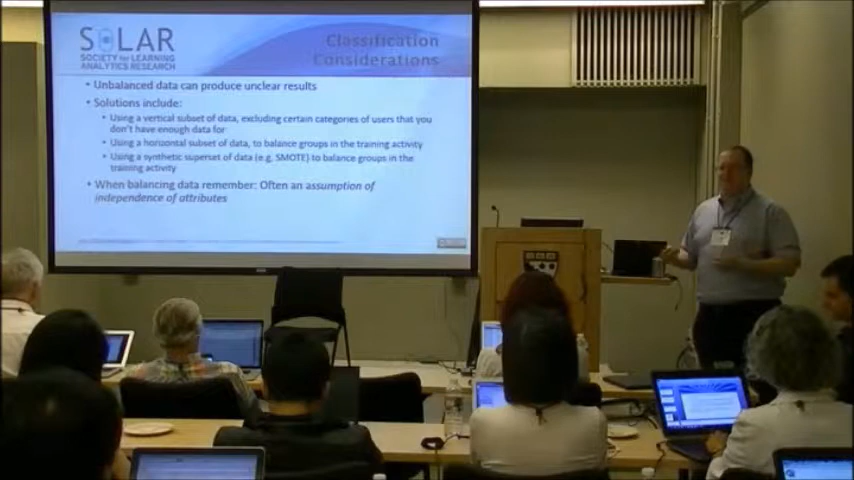 SOLAR
SOCIETY for LEARNING
ANALYTICS RESEARCH
Classification
Considerations
• Unbalanced data can produce unclear results
• Solutions include:
• Using a vertical subset of data, excluding certain categories of users that you
don't have enough data for
• Using a horizontal subset of data, to balance groups in the training activity
• Using a synthetic superset of data (e.g. SMOTE) to balance groups in the
training activity
• When balancing data remember: Often an assumption of
independence of attributes